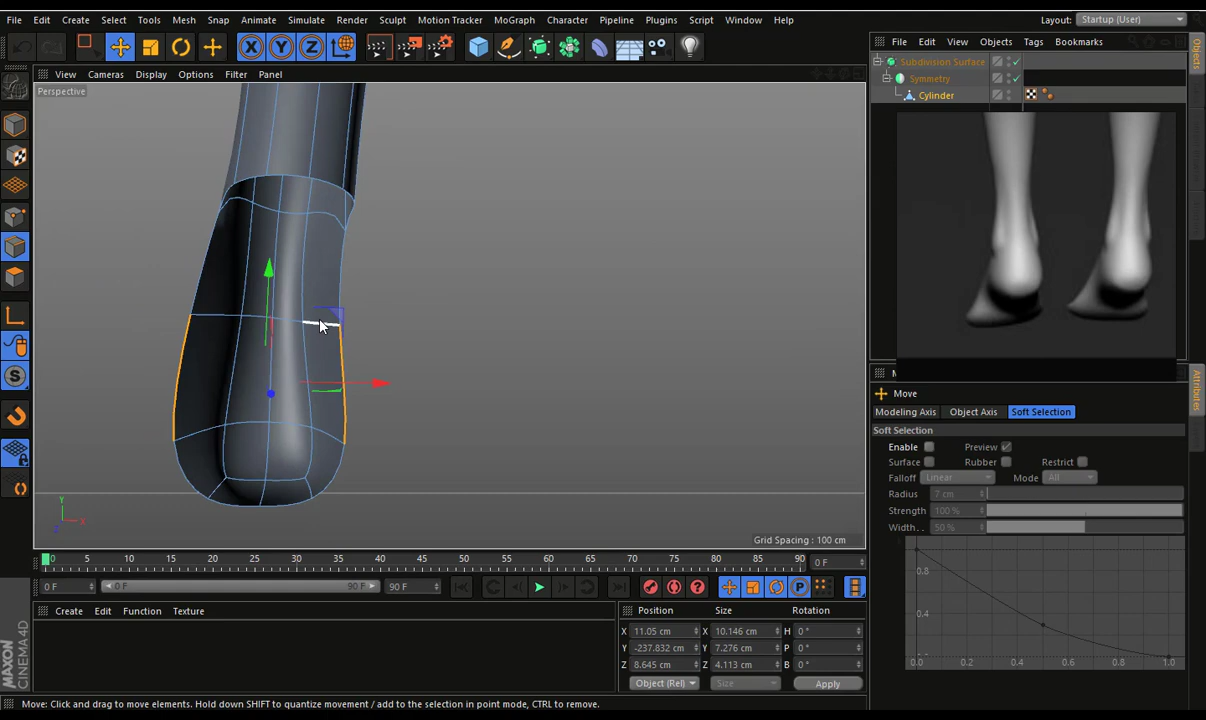 File Edit Create Select Tools Mesh Snap Animate Simulate Render Sculpt Motion Tracker MoGraph Character Pipeline Plugins Script Window Help Layout: Startup (User)
X Y Z
File Edit View Objects Tags Bookmarks
View Cameras Display Options Filter Panel
Perspective
Subdivision Surface
Symmetry
Cylinder
Objects
Move
Modeling Axis Object Axis Soft Selection
Soft Selection
Enable Preview
Surface Rubber Restrict
Falloff Linear Mode All
Radius 7 cm
Strength 100 %
Width . . 50 %
0.8
0.4
0.0 0.2 0.4 0.6 0.8 1.0
Attributes
S
Y
X
Grid Spacing : 100 cm
0 5 10 15 20 25 30 35 40 45 50 55 60 65 70 75 80 85 90 0 F
0 F 0 F 90 F 90 F
P
Create Edit Function Texture
Position Size Rotation
X 11.05 cm X 10.146 cm H 0 °
Y -237.832 cm Y 7.276 cm P 0 °
Z 8.645 cm Z 4.113 cm B 0 °
Object (Rel) Size Apply
MAXON CINEMA 4D
Move: Click and drag to move elements. Hold down SHIFT to quantize movement / add to the selection in point mode, CTRL to remove.